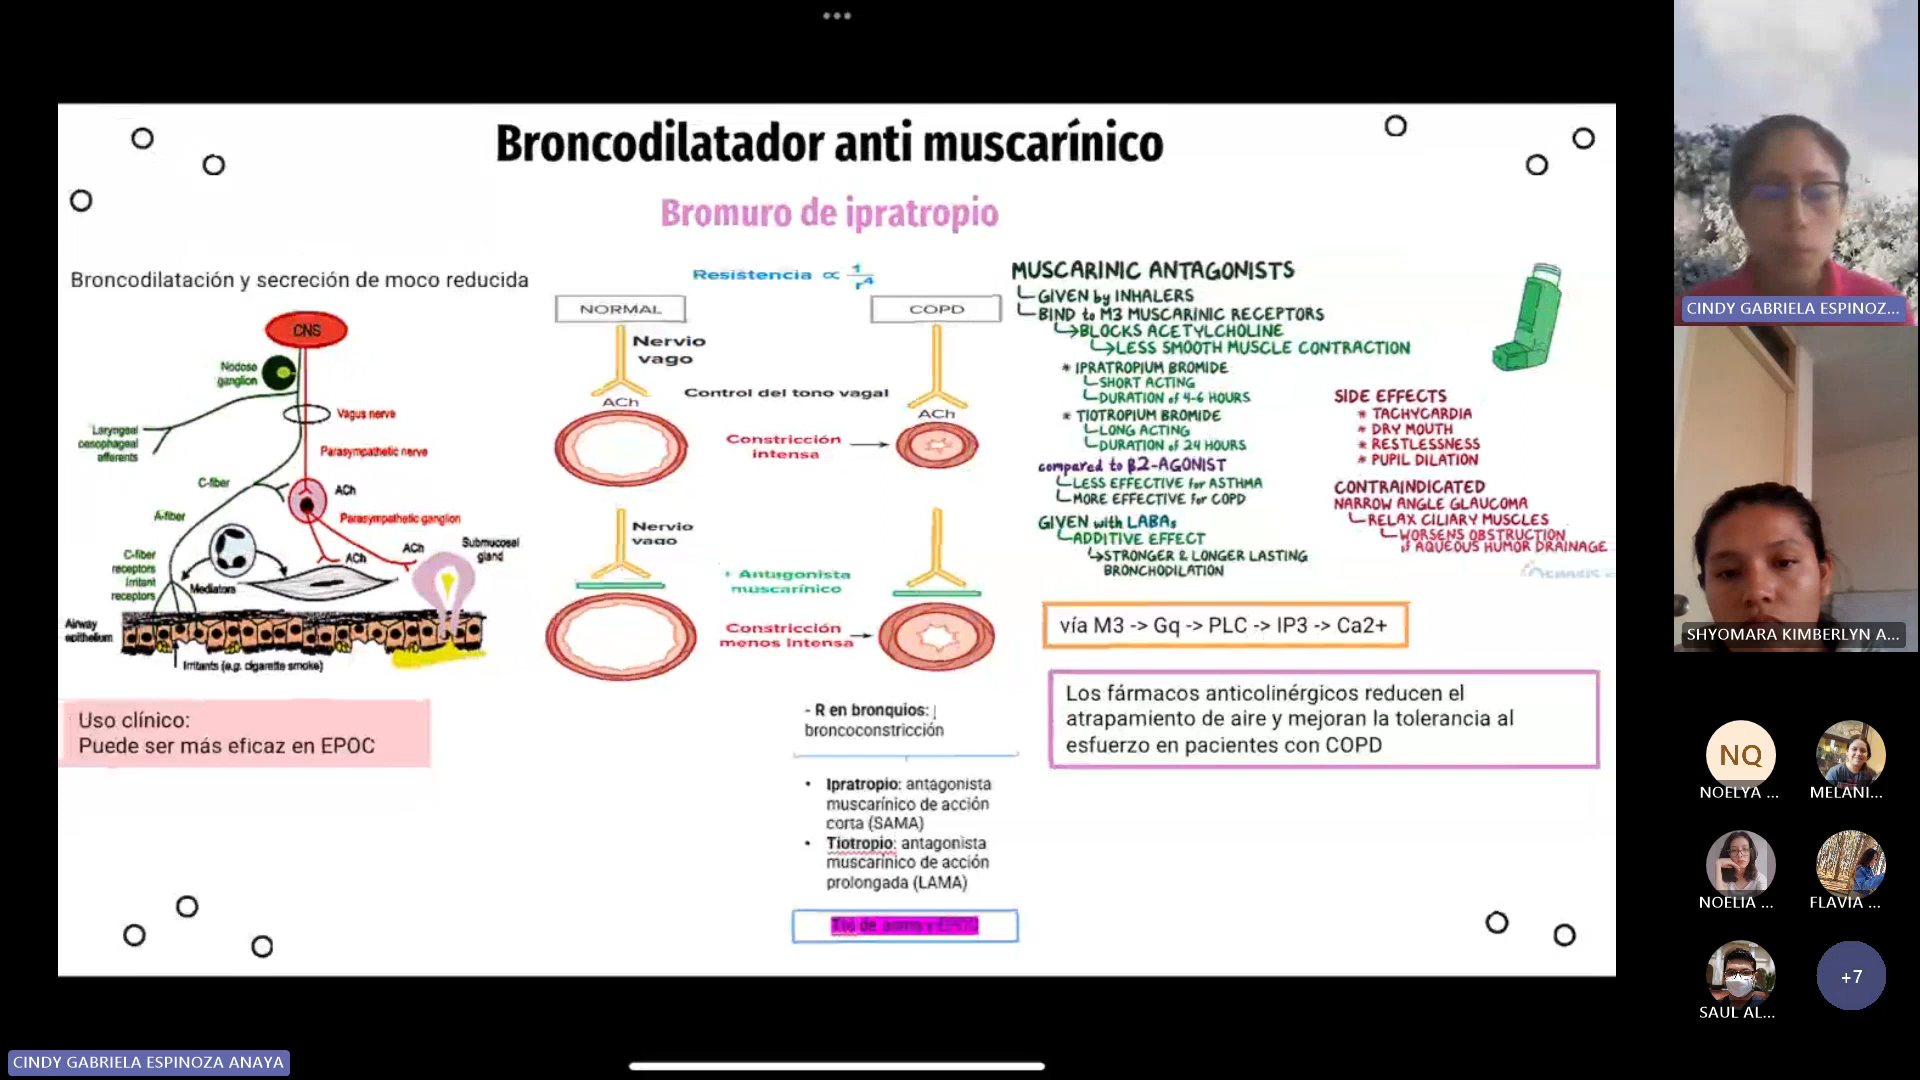 Broncodilatador anti muscarínico
Bromuro de ipratropio
Broncodilatación y secreción de moco reducida
CNS
Nodose
ganglion
Vagus nerve
Laryngeal
oesophageal
afferents
Parasympathetic nerve
C-fiber
ACh
A-fiber
Parasympathetic ganglion
C-fiber
receptors
Irritant
receptors
ACh
ACh
Submucosal
gland
Mediators
Airway
epithelium
Irritants (e.g. cigarette smoke)
Uso clínico:
Puede ser más eficaz en EPOC
Resistencia ∝ 1/r4
NORMAL
COPD
Nervio
vago
Control del tono vagal
ACh
ACh
Constricción
intensa
Nervio
vago
+ Antagonista
muscarínico
Constricción
menos intensa
- R en bronquios:
broncoconstricción
• Ipratropio: antagonista
muscarínico de acción
corta (SAMA)
• Tiotropio: antagonista
muscarínico de acción
prolongada (LAMA)
MUSCARINIC ANTAGONISTS
GIVEN by INHALERS
BIND to M3 MUSCARINIC RECEPTORS
BLOCKS ACETYLCHOLINE
LESS SMOOTH MUSCLE CONTRACTION
* IPRATROPIUM BROMIDE
SHORT ACTING
DURATION of 4-6 HOURS
* TIOTROPIUM BROMIDE
LONG ACTING
DURATION of 24 HOURS
compared to β2-AGONIST
LESS EFFECTIVE for ASTHMA
MORE EFFECTIVE for COPD
GIVEN with LABAs
ADDITIVE EFFECT
STRONGER & LONGER LASTING
BRONCHODILATION
SIDE EFFECTS
* TACHYCARDIA
* DRY MOUTH
* RESTLESSNESS
* PUPIL DILATION
CONTRAINDICATED
NARROW ANGLE GLAUCOMA
RELAX CILIARY MUSCLES
WORSENS OBSTRUCTION
of AQUEOUS HUMOR DRAINAGE
vía M3 -> Gq -> PLC -> IP3 -> Ca2+
Los fármacos anticolinérgicos reducen el
atrapamiento de aire y mejoran la tolerancia al
esfuerzo en pacientes con COPD
CINDY GABRIELA ESPINOZ...
SHYOMARA KIMBERLYN A...
NQ
NOELYA ...
MELANI...
NOELIA ...
FLAVIA ...
SAUL AL...
+7
CINDY GABRIELA ESPINOZA ANAYA